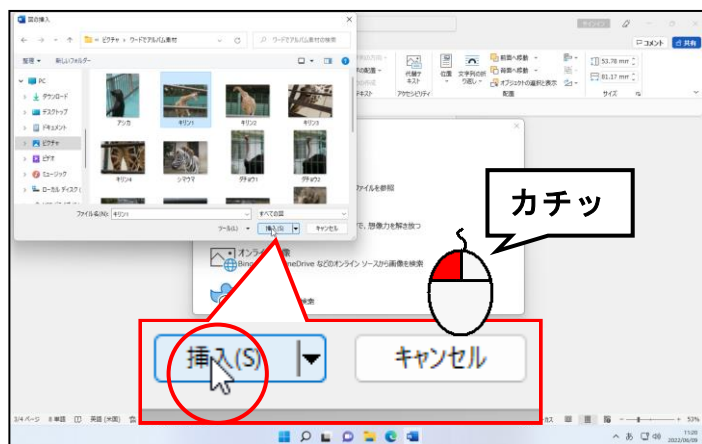 図の挿入
サインイン
ピクチャ › ワードでアルバム素材
ワードでアルバム素材の検索
コメント
共有
整理
新しいフォルダー
PC
ダウンロード
デスクトップ
ドキュメント
ピクチャ
ビデオ
ミュージック
ローカル ディスク (
アシカ
キリン1
キリン2
キリン3
キリン4
シマウマ
ダチョウ1
ダチョウ2
ファイル名(N):
キリン1
すべての図
ツール(L)
挿入(S)
キャンセル
代替テ
キスト
アクセシビリティ
位置
文字列の折
り返し
前面へ移動
背面へ移動
オブジェクトの選択と表示
配置
53.78 mm
81.17 mm
サイズ
ファイルを参照
で、想像力を解き放つ
オンライン
OneDrive などのオンライン ソースから画像を検索
検索
カチッ
挿入(S)
キャンセル
3/4 ページ
8 単語
英語 (米国)
53%
あ
11:20
2022/06/09